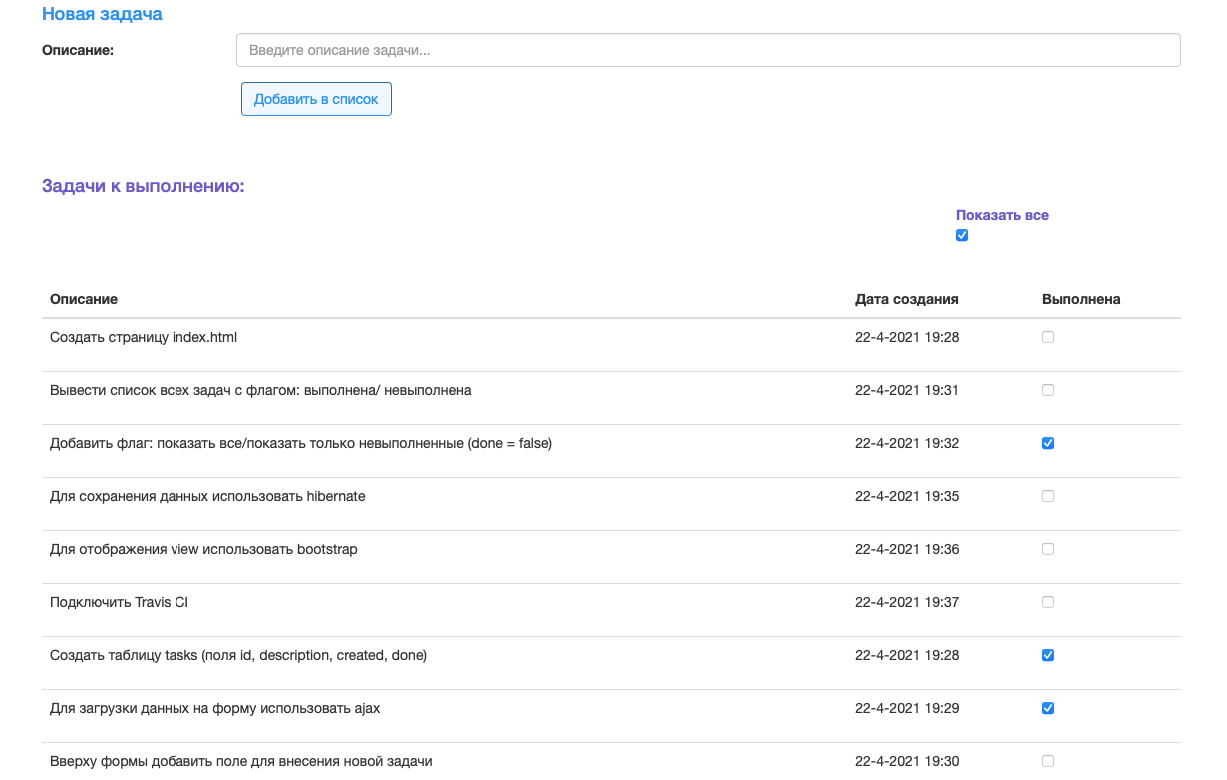 Новая задача
Описание: Введите описание задачи...
Добавить в список
Задачи к выполнению:
Показать все
Описание Дата создания Выполнена
Создать страницу index.html 22-4-2021 19:28
Вывести список всех задач с флагом: выполнена/ невыполнена 22-4-2021 19:31
Добавить флаг: показать все/показать только невыполненные (done = false) 22-4-2021 19:32
Для сохранения данных использовать hibernate 22-4-2021 19:35
Для отображения view использовать bootstrap 22-4-2021 19:36
Подключить Travis CI 22-4-2021 19:37
Создать таблицу tasks (поля id, description, created, done) 22-4-2021 19:28
Для загрузки данных на форму использовать ajax 22-4-2021 19:29
Вверху формы добавить поле для внесения новой задачи 22-4-2021 19:30